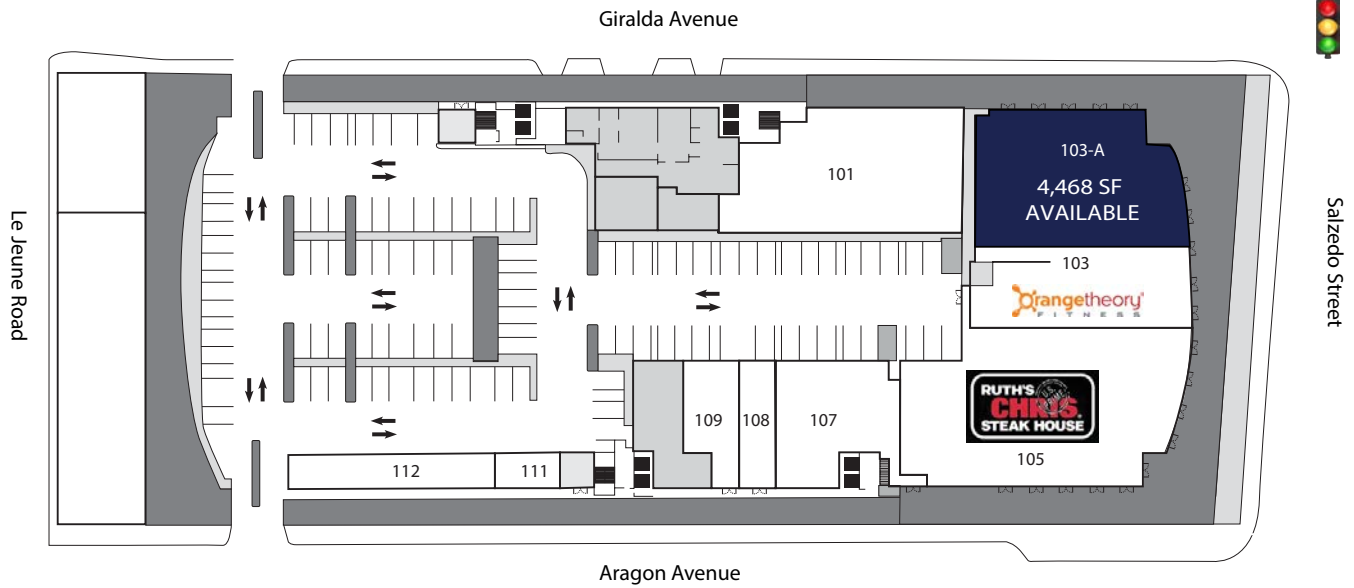 Giralda Avenue
Le Jeune Road
Salzedo Street
101
103-A
4,468 SF
AVAILABLE
103
Orangetheory®
FITNESS
109
108
107
RUTH'S
CHRIS
STEAK HOUSE
105
112
111
Aragon Avenue